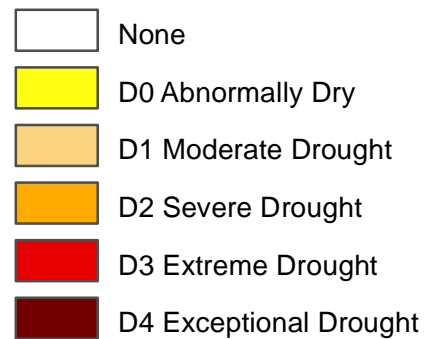 None
D0 Abnormally Dry
D1 Moderate Drought
D2 Severe Drought
D3 Extreme Drought
D4 Exceptional Drought